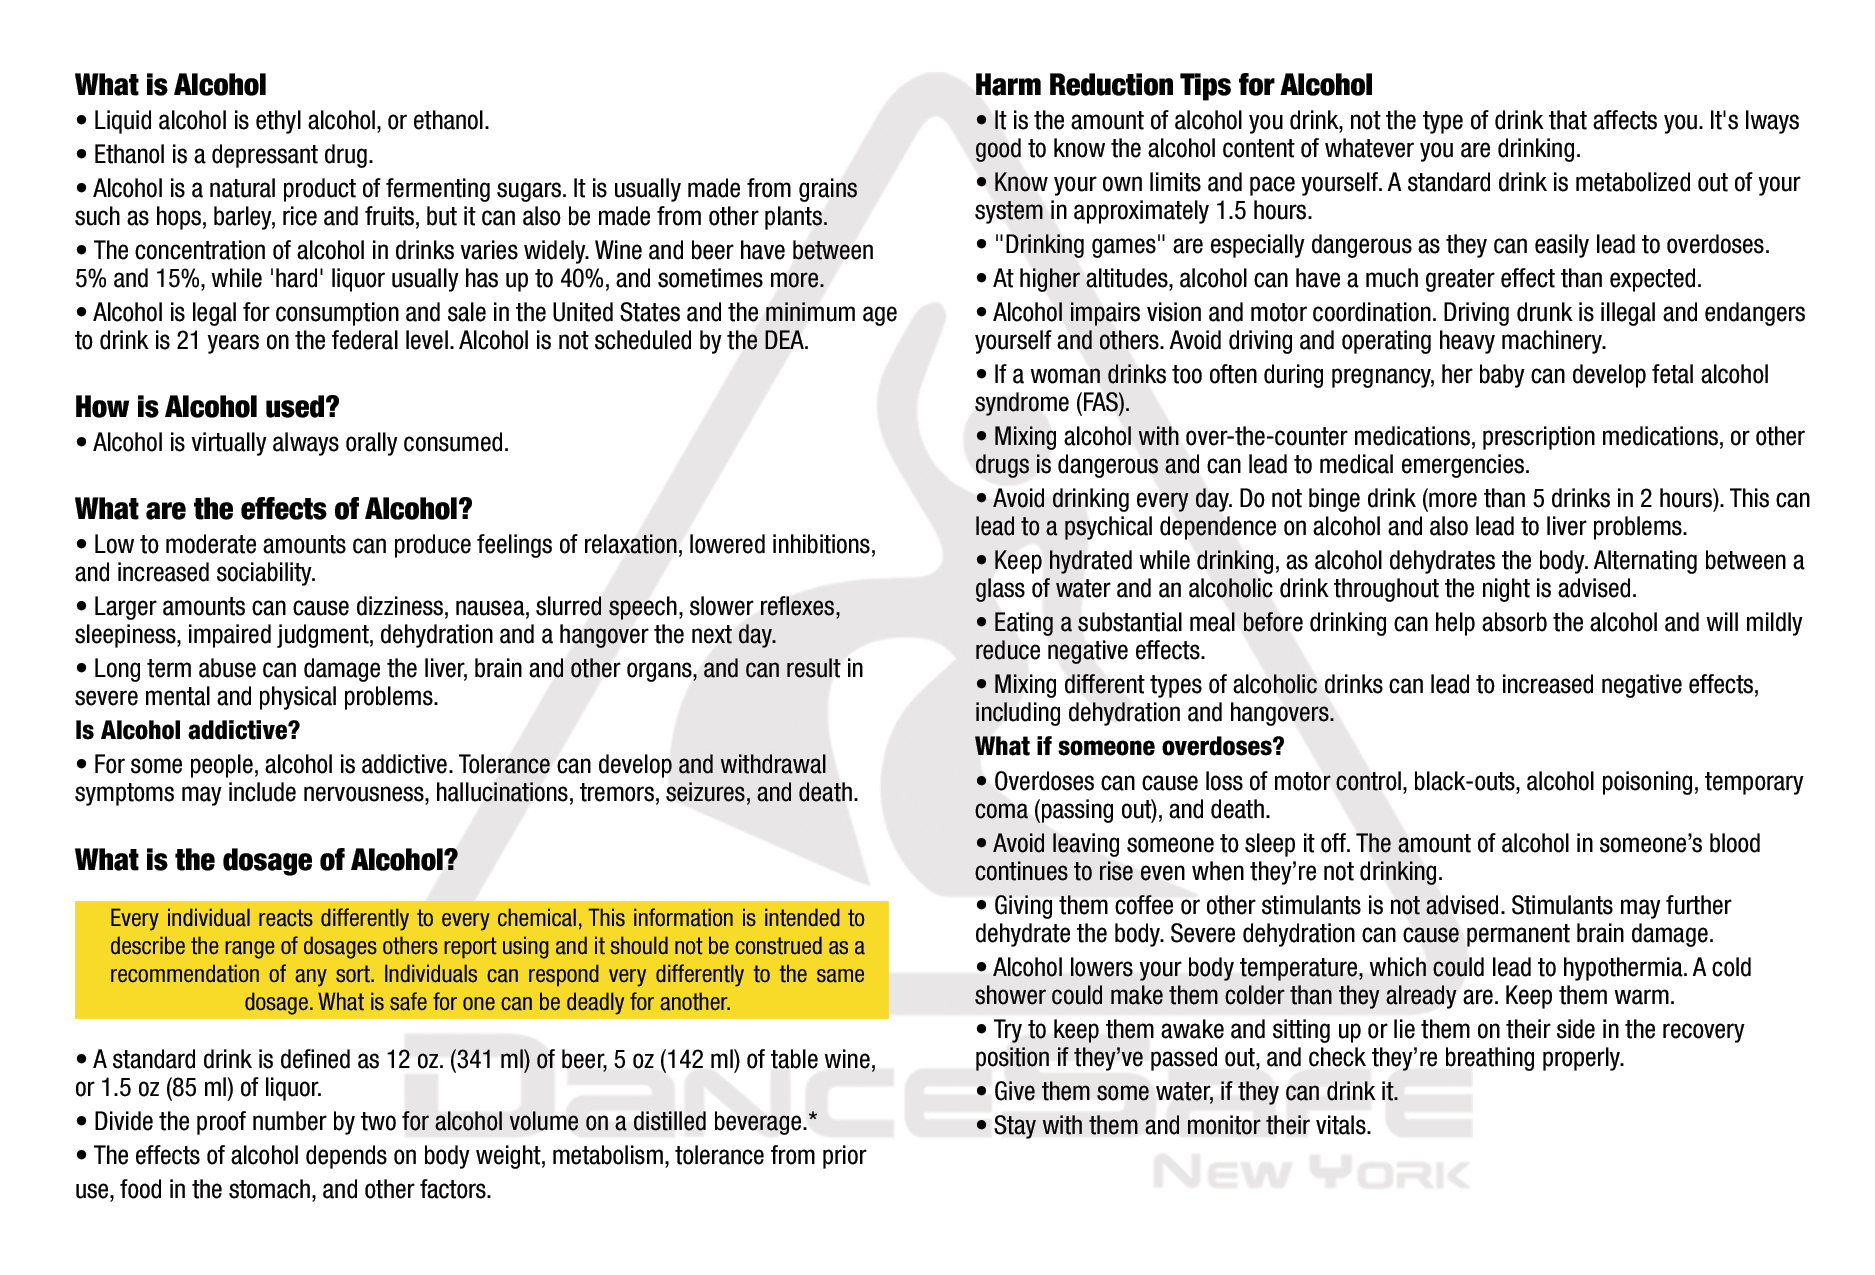 What is Alcohol
• Liquid alcohol is ethyl alcohol, or ethanol.
• Ethanol is a depressant drug.
• Alcohol is a natural product of fermenting sugars. It is usually made from grains
such as hops, barley, rice and fruits, but it can also be made from other plants.
• The concentration of alcohol in drinks varies widely. Wine and beer have between
5% and 15%, while 'hard' liquor usually has up to 40%, and sometimes more.
• Alcohol is legal for consumption and sale in the United States and the minimum age
to drink is 21 years on the federal level. Alcohol is not scheduled by the DEA.
How is Alcohol used?
• Alcohol is virtually always orally consumed.
What are the effects of Alcohol?
• Low to moderate amounts can produce feelings of relaxation, lowered inhibitions,
and increased sociability.
• Larger amounts can cause dizziness, nausea, slurred speech, slower reflexes,
sleepiness, impaired judgment, dehydration and a hangover the next day.
• Long term abuse can damage the liver, brain and other organs, and can result in
severe mental and physical problems.
Is Alcohol addictive?
• For some people, alcohol is addictive. Tolerance can develop and withdrawal
symptoms may include nervousness, hallucinations, tremors, seizures, and death.
What is the dosage of Alcohol?
Every individual reacts differently to every chemical, This information is intended to
describe the range of dosages others report using and it should not be construed as a
recommendation of any sort. Individuals can respond very differently to the same
dosage. What is safe for one can be deadly for another.
• A standard drink is defined as 12 oz. (341 ml) of beer, 5 oz (142 ml) of table wine,
or 1.5 oz (85 ml) of liquor.
• Divide the proof number by two for alcohol volume on a distilled beverage.*
• The effects of alcohol depends on body weight, metabolism, tolerance from prior
use, food in the stomach, and other factors.
Harm Reduction Tips for Alcohol
• It is the amount of alcohol you drink, not the type of drink that affects you. It's lways
good to know the alcohol content of whatever you are drinking.
• Know your own limits and pace yourself. A standard drink is metabolized out of your
system in approximately 1.5 hours.
• "Drinking games" are especially dangerous as they can easily lead to overdoses.
• At higher altitudes, alcohol can have a much greater effect than expected.
• Alcohol impairs vision and motor coordination. Driving drunk is illegal and endangers
yourself and others. Avoid driving and operating heavy machinery.
• If a woman drinks too often during pregnancy, her baby can develop fetal alcohol
syndrome (FAS).
• Mixing alcohol with over-the-counter medications, prescription medications, or other
drugs is dangerous and can lead to medical emergencies.
• Avoid drinking every day. Do not binge drink (more than 5 drinks in 2 hours). This can
lead to a psychical dependence on alcohol and also lead to liver problems.
• Keep hydrated while drinking, as alcohol dehydrates the body. Alternating between a
glass of water and an alcoholic drink throughout the night is advised.
• Eating a substantial meal before drinking can help absorb the alcohol and will mildly
reduce negative effects.
• Mixing different types of alcoholic drinks can lead to increased negative effects,
including dehydration and hangovers.
What if someone overdoses?
• Overdoses can cause loss of motor control, black-outs, alcohol poisoning, temporary
coma (passing out), and death.
• Avoid leaving someone to sleep it off. The amount of alcohol in someone’s blood
continues to rise even when they’re not drinking.
• Giving them coffee or other stimulants is not advised. Stimulants may further
dehydrate the body. Severe dehydration can cause permanent brain damage.
• Alcohol lowers your body temperature, which could lead to hypothermia. A cold
shower could make them colder than they already are. Keep them warm.
• Try to keep them awake and sitting up or lie them on their side in the recovery
position if they’ve passed out, and check they’re breathing properly.
• Give them some water, if they can drink it.
• Stay with them and monitor their vitals.
DanceSafe
New York